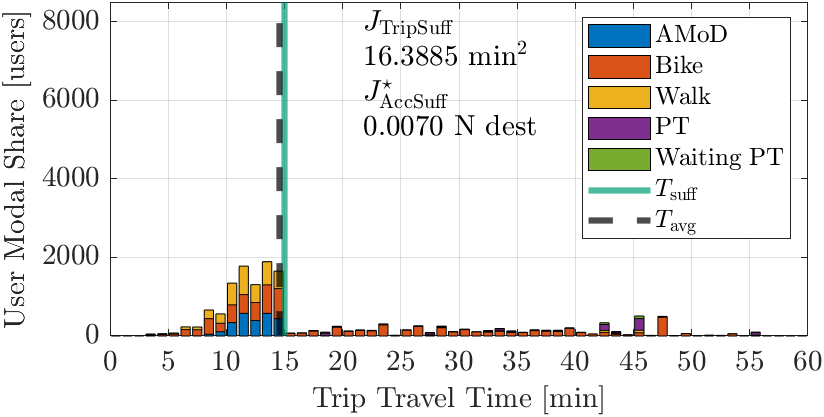 8000
6000
4000
2000
0
User Modal Share [users]
J_TripSuff
16.3885 min²
J⋆_AccSuff
0.0070 N dest
AMoD
Bike
Walk
PT
Waiting PT
T_suff
T_avg
0 5 10 15 20 25 30 35 40 45 50 55 60
Trip Travel Time [min]